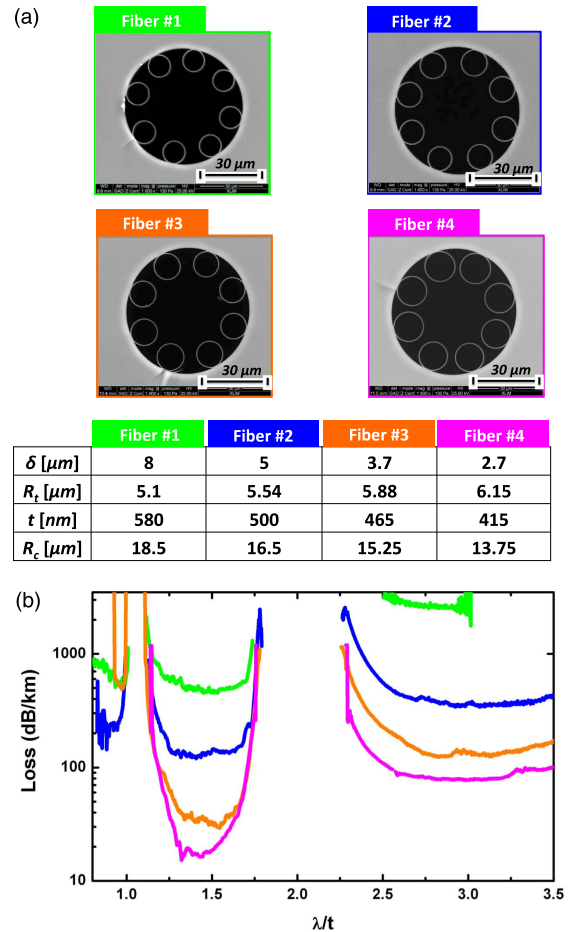 (a)
Fiber #1
Fiber #2
30 µm
30 µm
Fiber #3
Fiber #4
30 µm
30 µm
Fiber #1 Fiber #2 Fiber #3 Fiber #4
δ [µm] 8 5 3.7 2.7
Rt [µm] 5.1 5.54 5.88 6.15
t [nm] 580 500 465 415
Rc [µm] 18.5 16.5 15.25 13.75
(b)
Loss (dB/km)
1000
100
10
1.0 1.5 2.0 2.5 3.0 3.5
λ/t